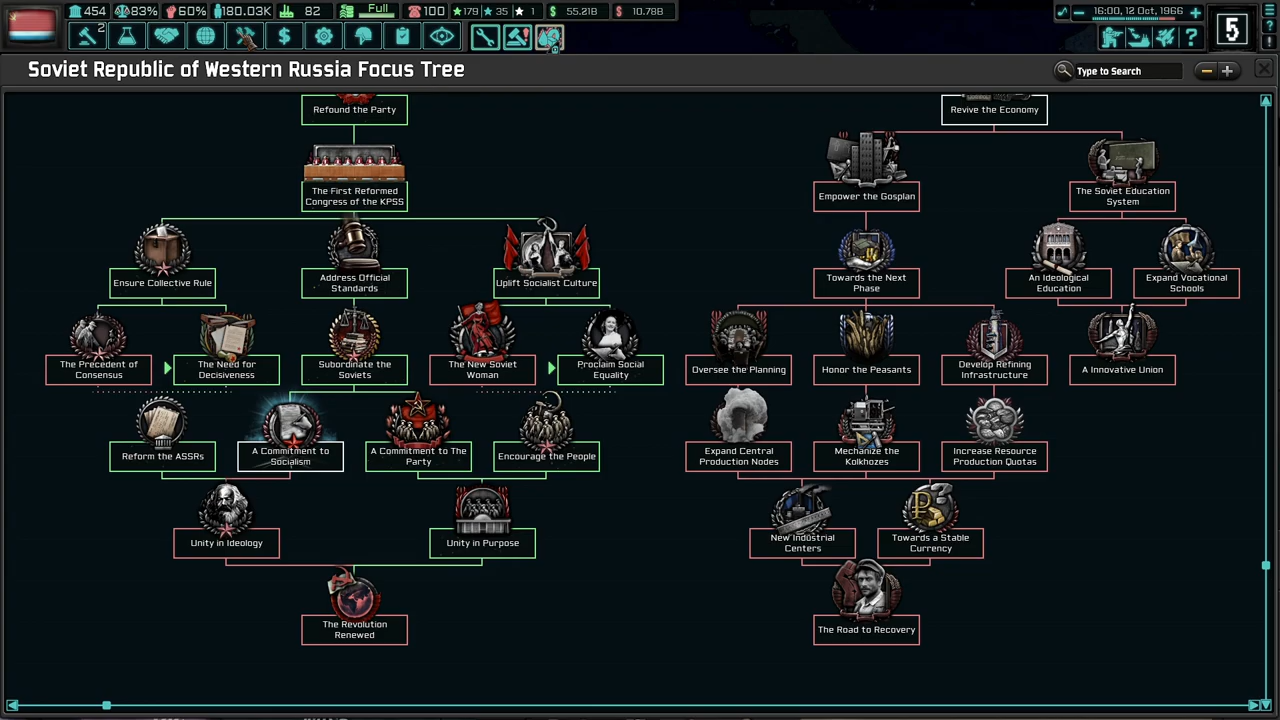 454 83% 60% 180.03K 82 Full 100 179 35 1 $ 55.21B $ 10.78B
16:00, 12 Oct, 1966
5
2
Soviet Republic of Western Russia Focus Tree
Type to Search
Refound the Party
Revive the Economy
The First Reformed
Congress of the KPSS
Empower the Gosplan
The Soviet Education
System
Ensure Collective Rule
Address Official
Standards
Uplift Socialist Culture
Towards the Next
Phase
An Ideological
Education
Expand Vocational
Schools
The Precedent of
Consensus
The Need for
Decisiveness
Subordinate the
Soviets
The New Soviet
Woman
Proclaim Social
Equality
Oversee the Planning
Honor the Peasants
Develop Refining
Infrastructure
A Innovative Union
Reform the ASSRs
A Commitment to
Socialism
A Commitment to The
Party
Encourage the People
Expand Central
Production Nodes
Mechanize the
Kolkhozes
Increase Resource
Production Quotas
Unity in Ideology
Unity in Purpose
New Industrial
Centers
Towards a Stable
Currency
The Revolution
Renewed
The Road to Recovery